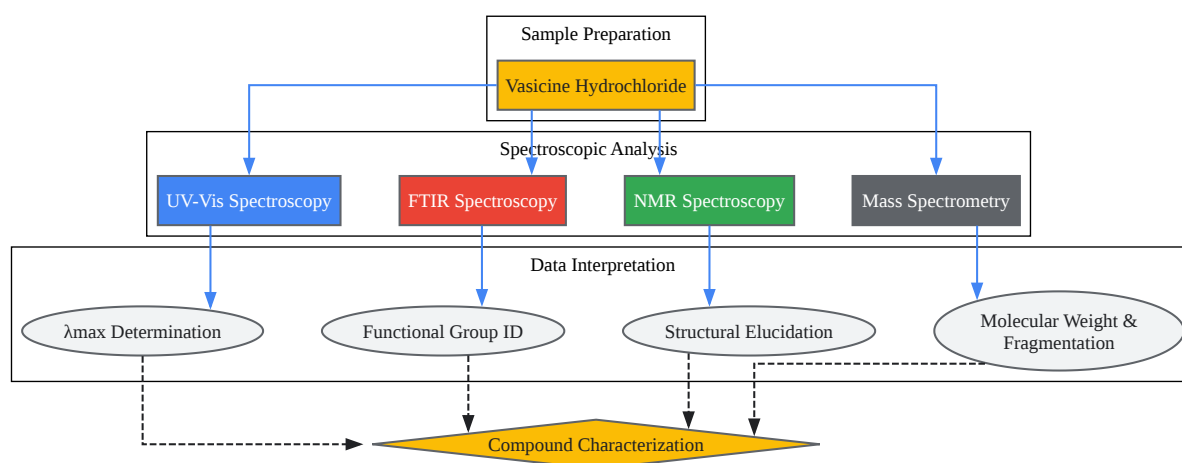 Sample Preparation
Vasicine Hydrochloride
Spectroscopic Analysis
UV-Vis Spectroscopy
FTIR Spectroscopy
NMR Spectroscopy
Mass Spectrometry
Data Interpretation
λmax Determination
Functional Group ID
Structural Elucidation
Molecular Weight &
Fragmentation
Compound Characterization